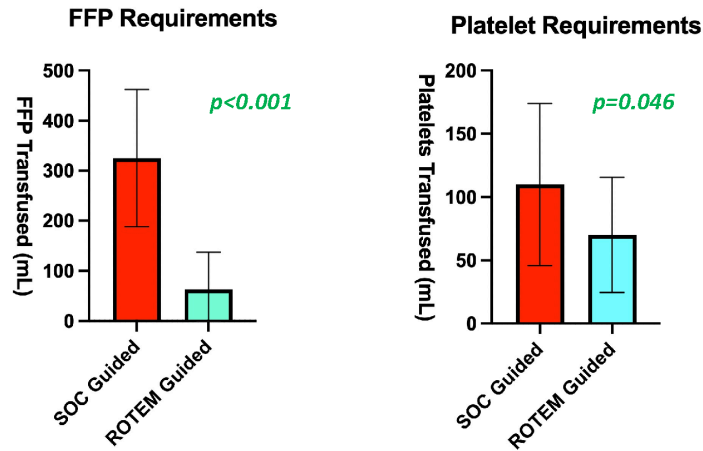 FFP Requirements
FFP Transfused (mL)
500
400
300
200
100
0
p<0.001
SOC Guided
ROTEM Guided
Platelet Requirements
Platelets Transfused (mL)
200
150
100
50
0
p=0.046
SOC Guided
ROTEM Guided